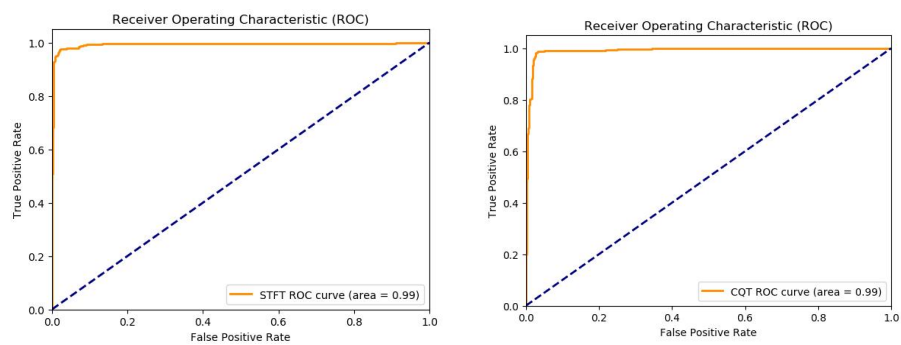 Receiver Operating Characteristic (ROC)
1.0
0.8
0.6
0.4
0.2
0.0
True Positive Rate
STFT ROC curve (area = 0.99)
0.0 0.2 0.4 0.6 0.8 1.0
False Positive Rate
Receiver Operating Characteristic (ROC)
1.0
0.8
0.6
0.4
0.2
0.0
True Positive Rate
CQT ROC curve (area = 0.99)
0.0 0.2 0.4 0.6 0.8 1.0
False Positive Rate